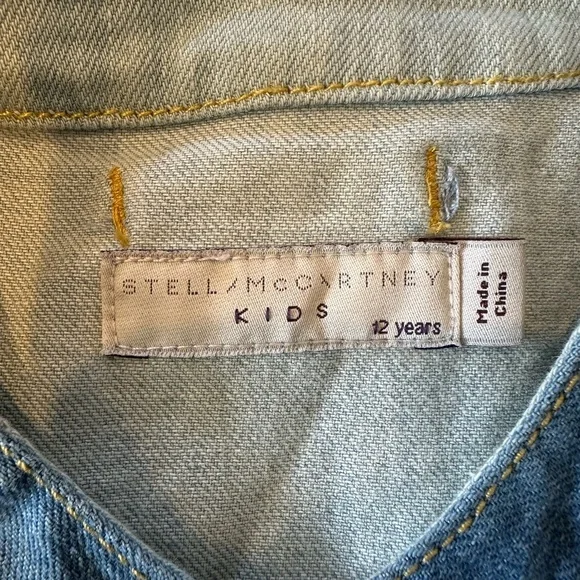 STELLA McCARTNEY
KIDS
12 years
Made in
China